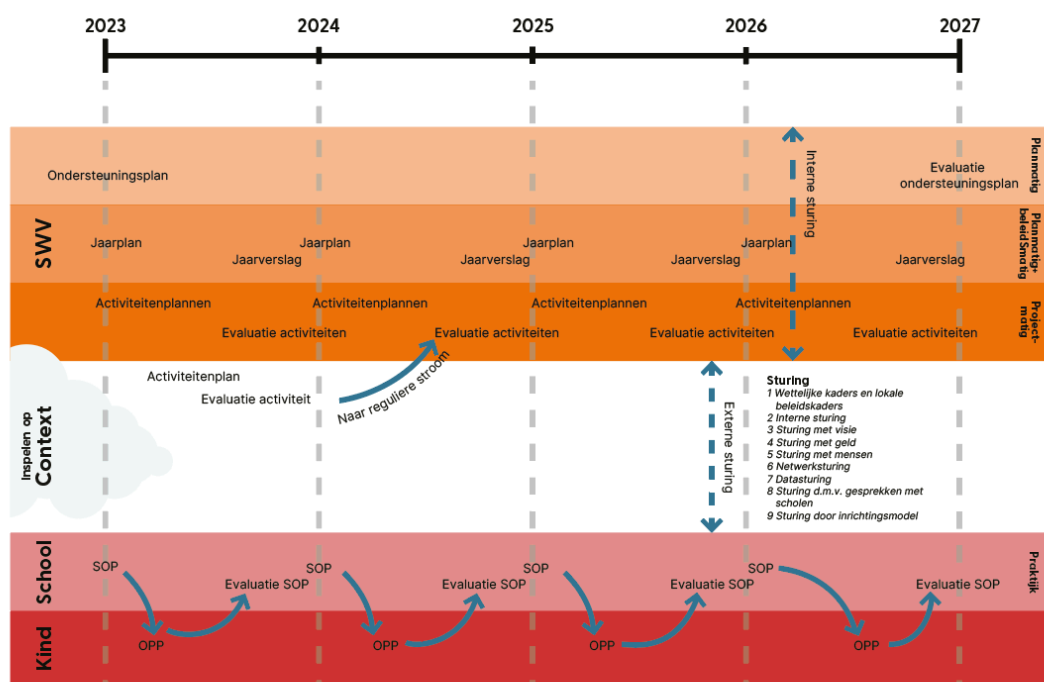 2023 2024 2025 2026 2027
SWV
Planmatig
Ondersteuningsplan
Evaluatie
ondersteuningsplan
Interne sturing
Planmatig+
beleidSmatig
Jaarplan Jaarplan Jaarplan Jaarplan
Jaarverslag Jaarverslag Jaarverslag Jaarverslag
Project-
matig
Activiteitenplannen Activiteitenplannen Activiteitenplannen Activiteitenplannen
Evaluatie activiteiten Evaluatie activiteiten Evaluatie activiteiten Evaluatie activiteiten
Inspelen op
Context
Activiteitenplan
Evaluatie activiteit
Naar reguliere stroom
Externe sturing
Sturing
1 Wettelijke kaders en lokale
beleidskaders
2 Interne sturing
3 Sturing met visie
4 Sturing met geld
5 Sturing met mensen
6 Netwerksturing
7 Datasturing
8 Sturing d.m.v. gesprekken met
scholen
9 Sturing door inrichtingsmodel
School
Praktijk
SOP SOP SOP SOP
Evaluatie SOP Evaluatie SOP Evaluatie SOP Evaluatie SOP
Kind
OPP OPP OPP OPP